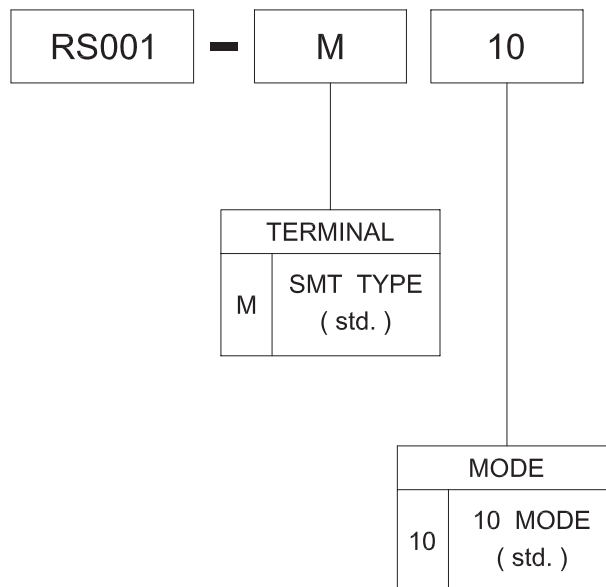 RS001 - M 10
TERMINAL
M SMT TYPE
( std. )
MODE
10 10 MODE
( std. )